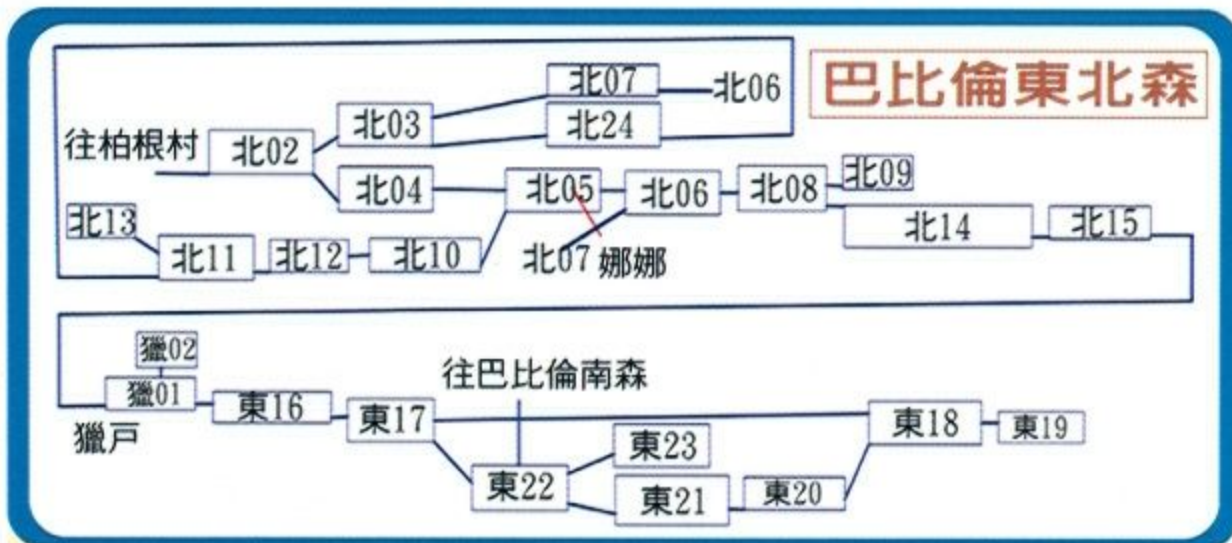 巴比倫東北森
北07
北06
北03
北24
往柏根村
北02
北04
北05
北06
北08
北09
北13
北11
北12
北10
北07
娜娜
北14
北15
獵02
獵01
獵戶
東16
東17
往巴比倫南森
東18
東19
東23
東22
東21
東20